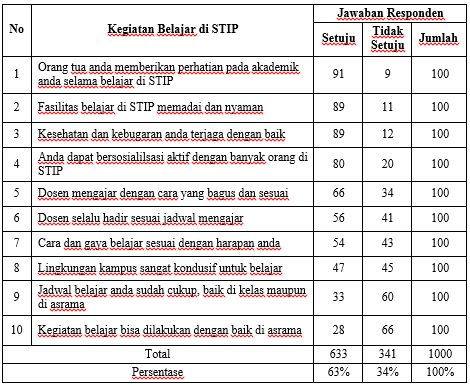 No Kegiatan Belajar di STIP Jawaban Responden
Setuju Tidak Setuju Jumlah
1 Orang tua anda memberikan perhatian pada akademik 91 9 100
anda selama belajar di STIP
2 Fasilitas belajar di STIP memadai dan nyaman 89 11 100
3 Kesehatan dan kebugaran anda terjaga dengan baik 89 12 100
4 Anda dapat bersosialilsasi aktif dengan banyak orang di 80 20 100
STIP
5 Dosen mengajar dengan cara yang bagus dan sesuai 66 34 100
6 Dosen selalu hadir sesuai jadwal mengajar 56 41 100
7 Cara dan gaya belajar sesuai dengan harapan anda 54 43 100
8 Lingkungan kampus sangat kondusif untuk belajar 47 45 100
9 Jadwal belajar anda sudah cukup, baik di kelas maupun 33 60 100
di asrama
10 Kegiatan belajar bisa dilakukan dengan baik di asrama 28 66 100
Total 633 341 1000
Persentase 63% 34% 100%